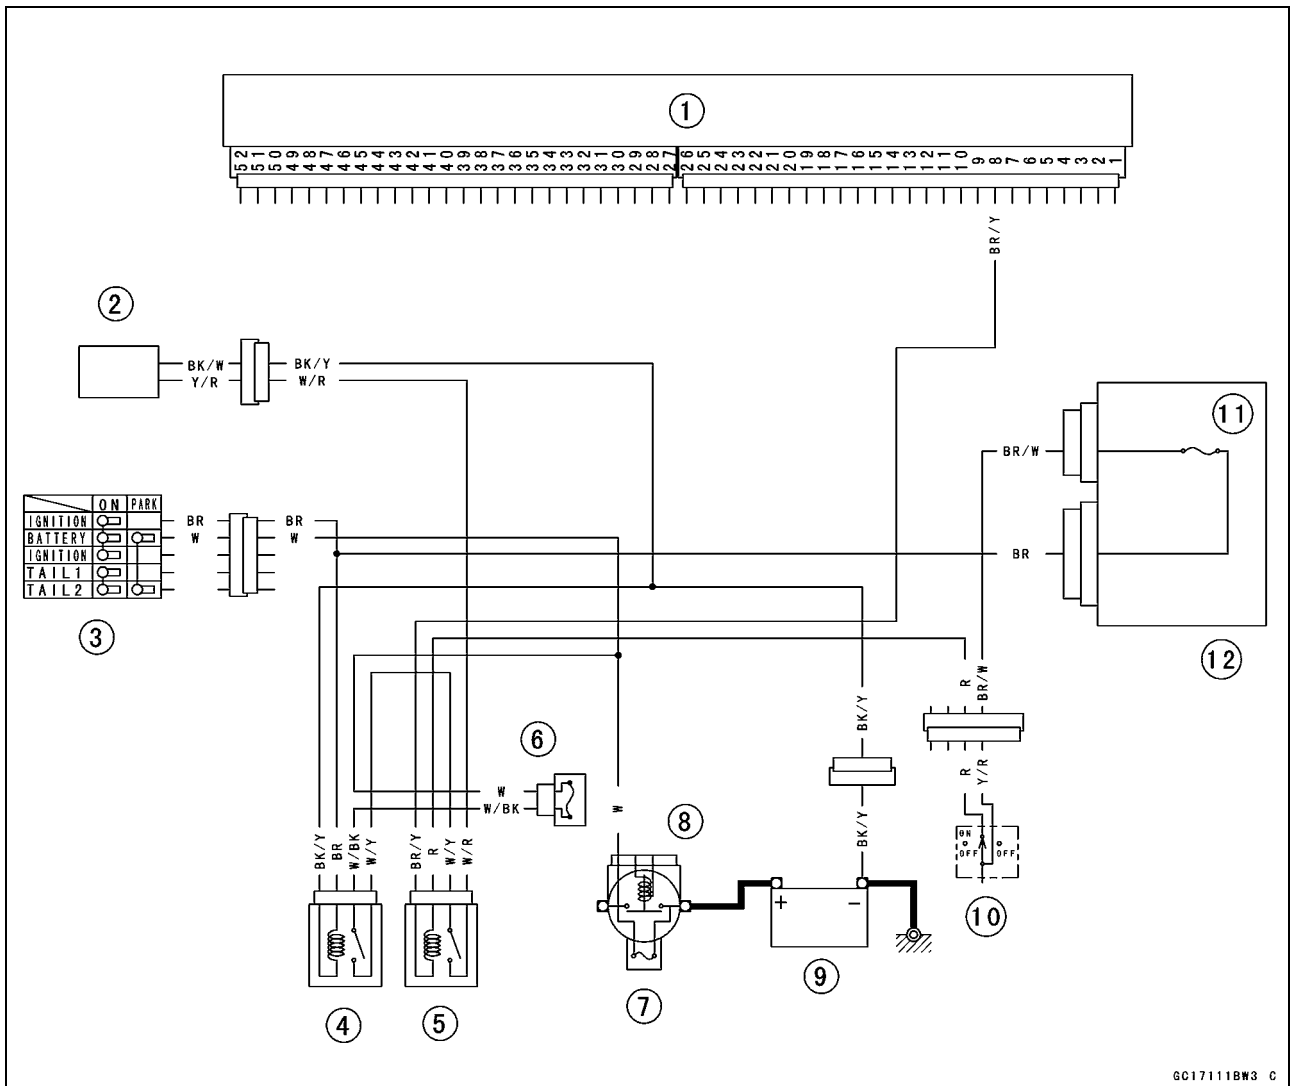 1
52 51 50 49 48 47 46 45 44 43 42 41 40 39 38 37 36 35 34 33 32 31 30 29 28 27 26 25 24 23 22 21 20 19 18 17 16 15 14 13 12 11 10 9 8 7 6 5 4 3 2 1
BR/Y
2
BK/W BK/Y
Y/R W/R
11
BR/W
ON PARK
IGNITION BR BR
BATTERY W W
IGNITION
TAIL1
TAIL2
BR
3
12
R BR/W
BK/Y
6
W
W/BK
W
8
R Y/R
BK/Y BR W/BK W/Y
BR/Y R W/Y W/R
BK/Y
ON
OFF OFF
+ −
10
4
5
7
9
GC17111BW3 C